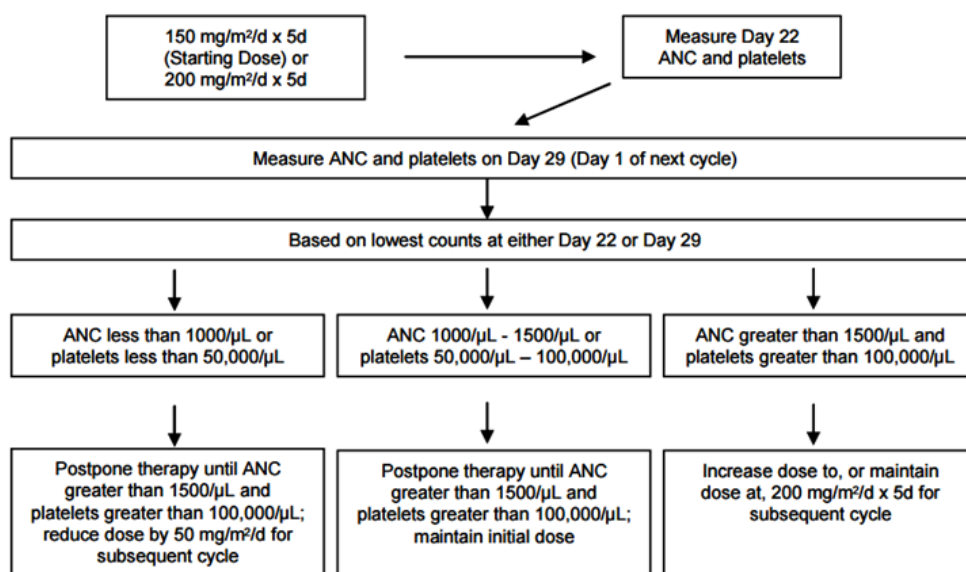 150 mg/m²/d x 5d
(Starting Dose) or
200 mg/m²/d x 5d
Measure Day 22
ANC and platelets
Measure ANC and platelets on Day 29 (Day 1 of next cycle)
Based on lowest counts at either Day 22 or Day 29
ANC less than 1000/µL or
platelets less than 50,000/µL
ANC 1000/µL - 1500/µL or
platelets 50,000/µL – 100,000/µL
ANC greater than 1500/µL and
platelets greater than 100,000/µL
Postpone therapy until ANC
greater than 1500/µL and
platelets greater than 100,000/µL;
reduce dose by 50 mg/m²/d for
subsequent cycle
Postpone therapy until ANC
greater than 1500/µL and
platelets greater than 100,000/µL;
maintain initial dose
Increase dose to, or maintain
dose at, 200 mg/m²/d x 5d for
subsequent cycle